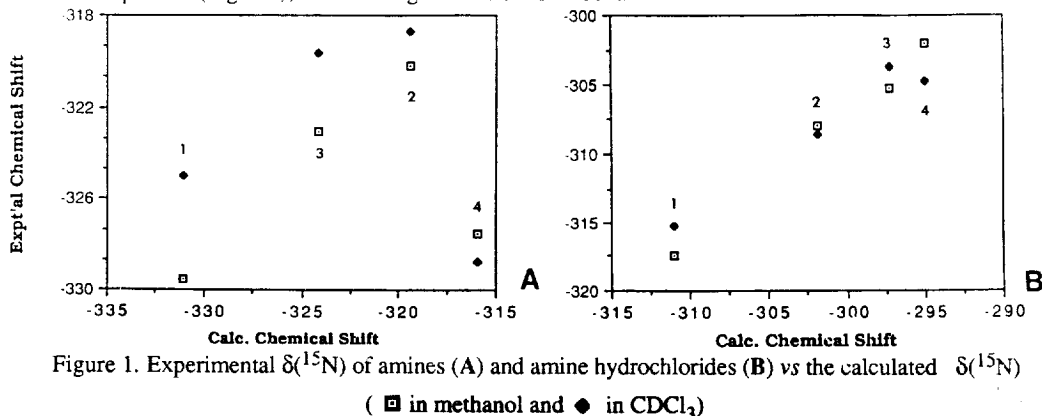 -318
-322
-326
-330
Expt'al Chemical Shift
1
2
3
4
A
-335 -330 -325 -320 -315
Calc. Chemical Shift
-300
-305
-310
-315
-320
1
2
3
4
B
-315 -310 -305 -300 -295 -290
Calc. Chemical Shift
Figure 1. Experimental δ(¹⁵N) of amines (A) and amine hydrochlorides (B) vs the calculated δ(¹⁵N)
( ⊡ in methanol and ◆ in CDCl₃)